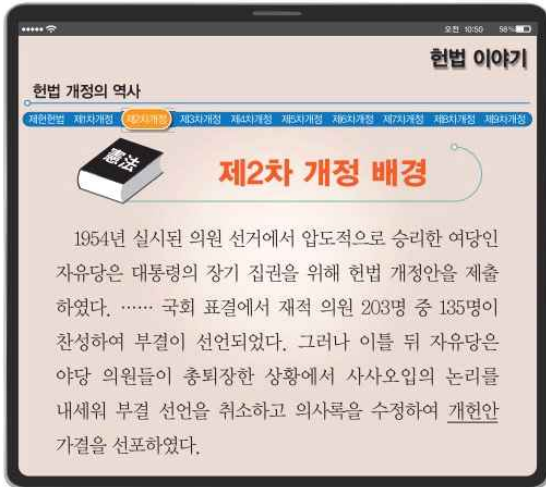 오전 10:50 98%
헌법 이야기
헌법 개정의 역사
제헌헌법 제1차개정 제2차개정 제3차개정 제4차개정 제5차개정 제6차개정 제7차개정 제8차개정 제9차개정
憲法
제2차 개정 배경
1954년 실시된 의원 선거에서 압도적으로 승리한 여당인
자유당은 대통령의 장기 집권을 위해 헌법 개정안을 제출
하였다. …… 국회 표결에서 재적 의원 203명 중 135명이
찬성하여 부결이 선언되었다. 그러나 이틀 뒤 자유당은
야당 의원들이 총퇴장한 상황에서 사사오입의 논리를
내세워 부결 선언을 취소하고 의사록을 수정하여 개헌안
가결을 선포하였다.